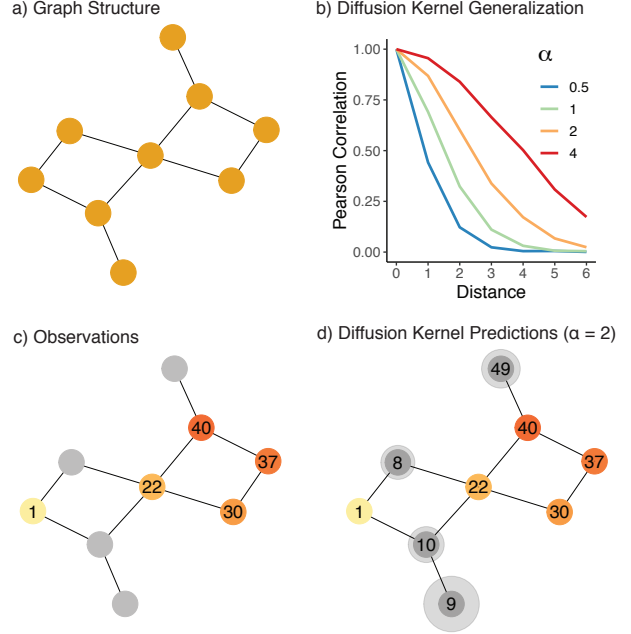 a) Graph Structure
b) Diffusion Kernel Generalization
Pearson Correlation
1.00
0.75
0.50
0.25
0.00
0 1 2 3 4 5 6
Distance
α
0.5
1
2
4
c) Observations
40
37
22
1
30
d) Diffusion Kernel Predictions (α = 2)
49
40
8
37
22
1
30
10
9